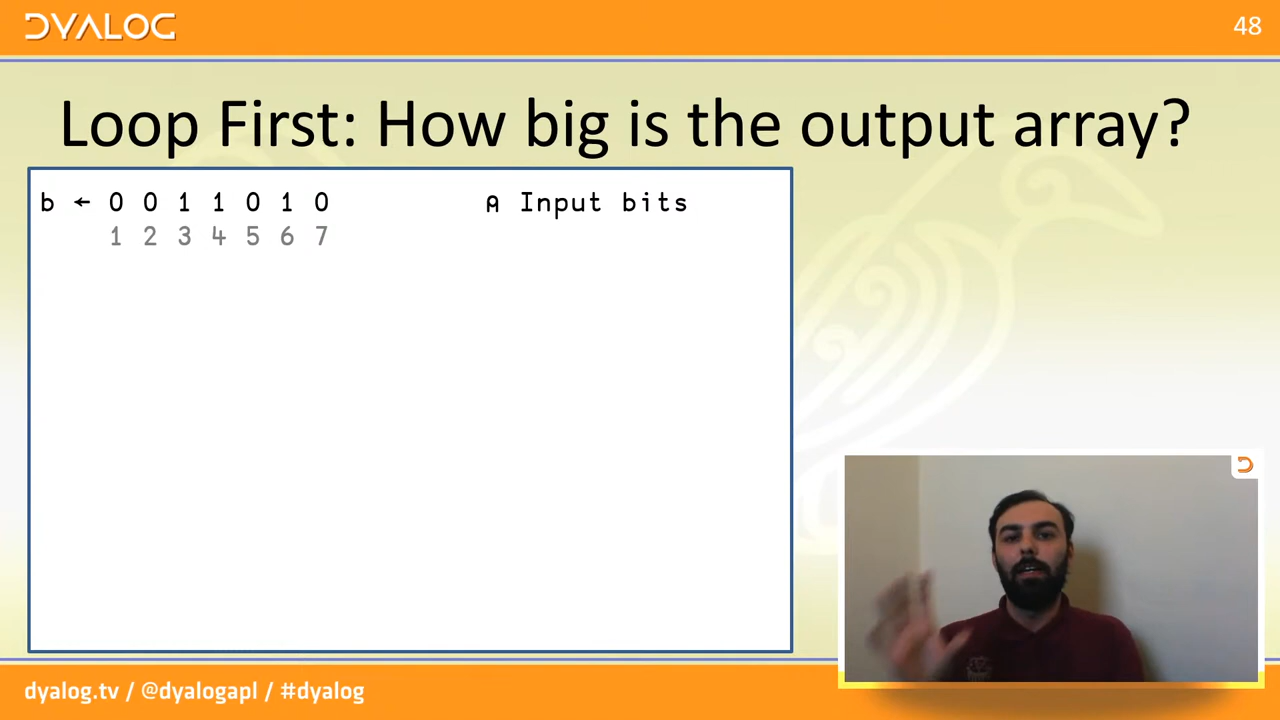 DYALOG
48
Loop First: How big is the output array?
b ← 0 0 1 1 0 1 0 ⍝ Input bits
1 2 3 4 5 6 7
dyalog.tv / @dyalogapl / #dyalog